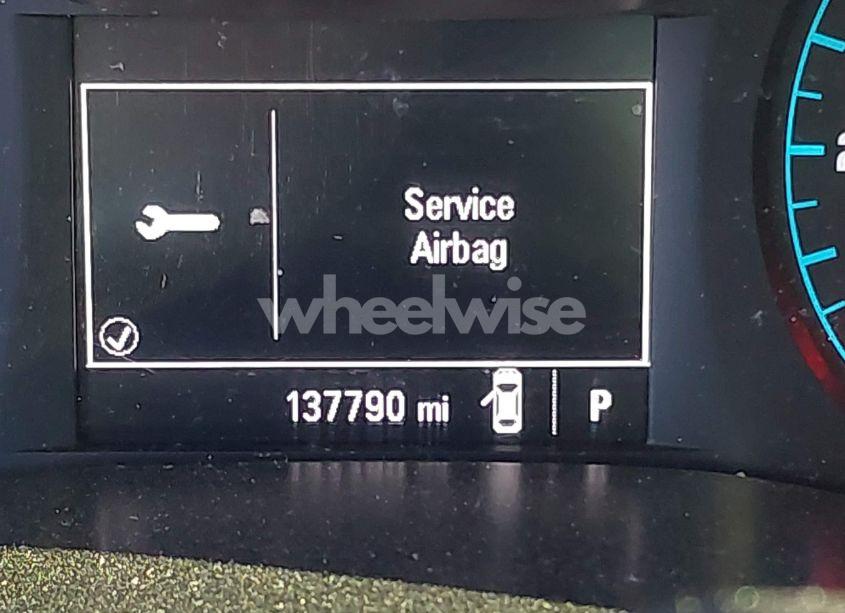 Service
Airbag
wheelwise
137790 mi P